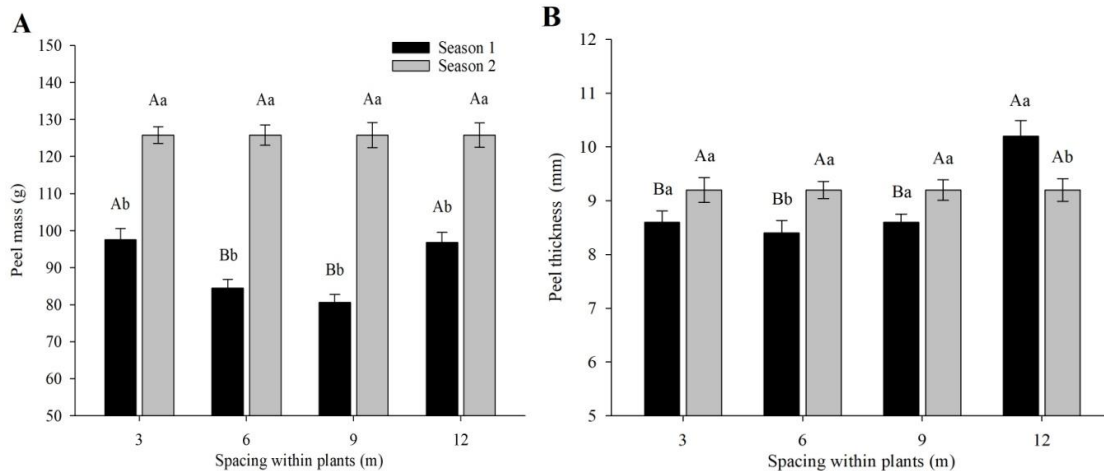 A
Peel mass (g)
150
140
130
120
110
100
90
80
70
60
50
Season 1
Season 2
Ab
Aa
Bb
Aa
Bb
Aa
Ab
Aa
3
6
9
12
Spacing within plants (m)
B
Peel thickness (mm)
12
11
10
9
8
7
6
5
Ba
Aa
Bb
Aa
Ba
Aa
Aa
Ab
3
6
9
12
Spacing within plants (m)